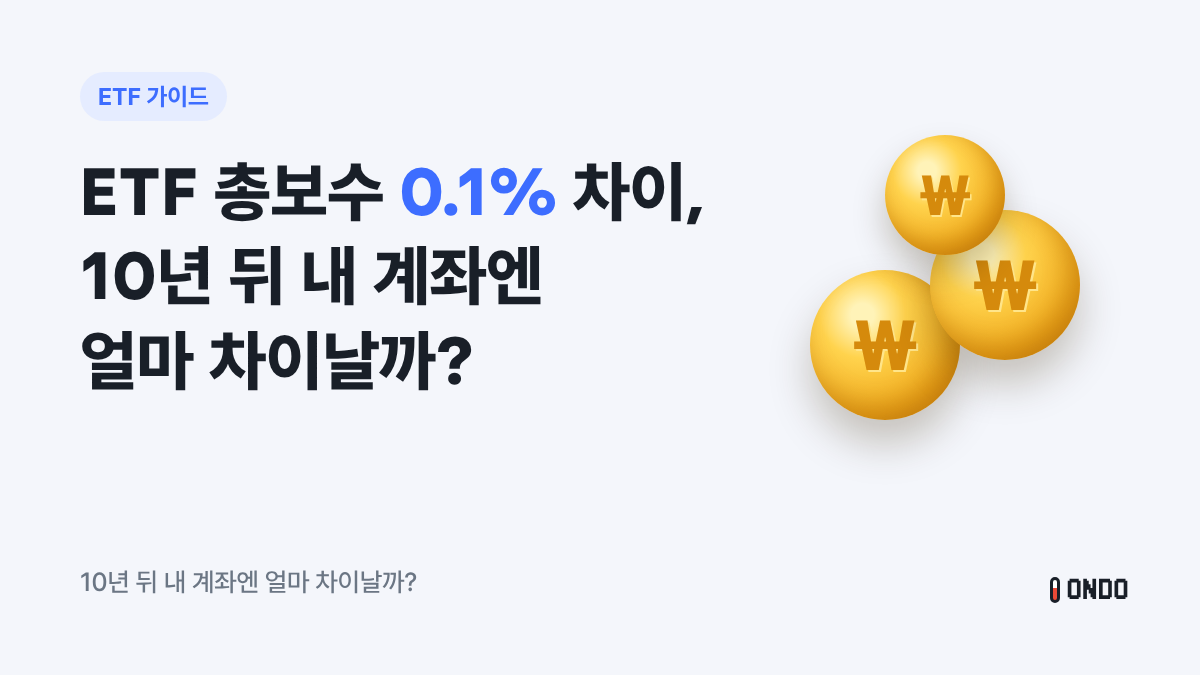 ETF 가이드
ETF 총보수 0.1% 차이,
10년 뒤 내 계좌엔
얼마 차이날까?
₩
₩
₩
10년 뒤 내 계좌엔 얼마 차이날까?
ONDO